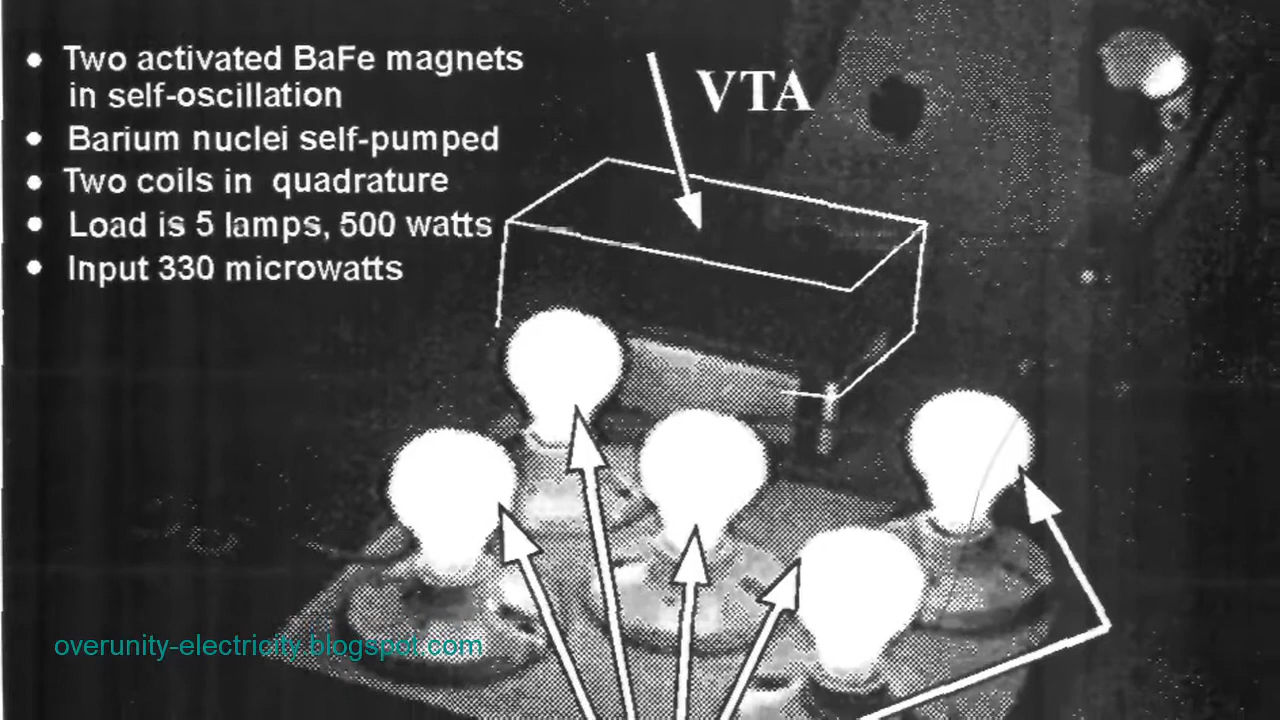 • Two activated BaFe magnets
in self-oscillation
• Barium nuclei self-pumped
• Two coils in quadrature
• Load is 5 lamps, 500 watts
• Input 330 microwatts
VTA
overunity-electricity.blogspot.com